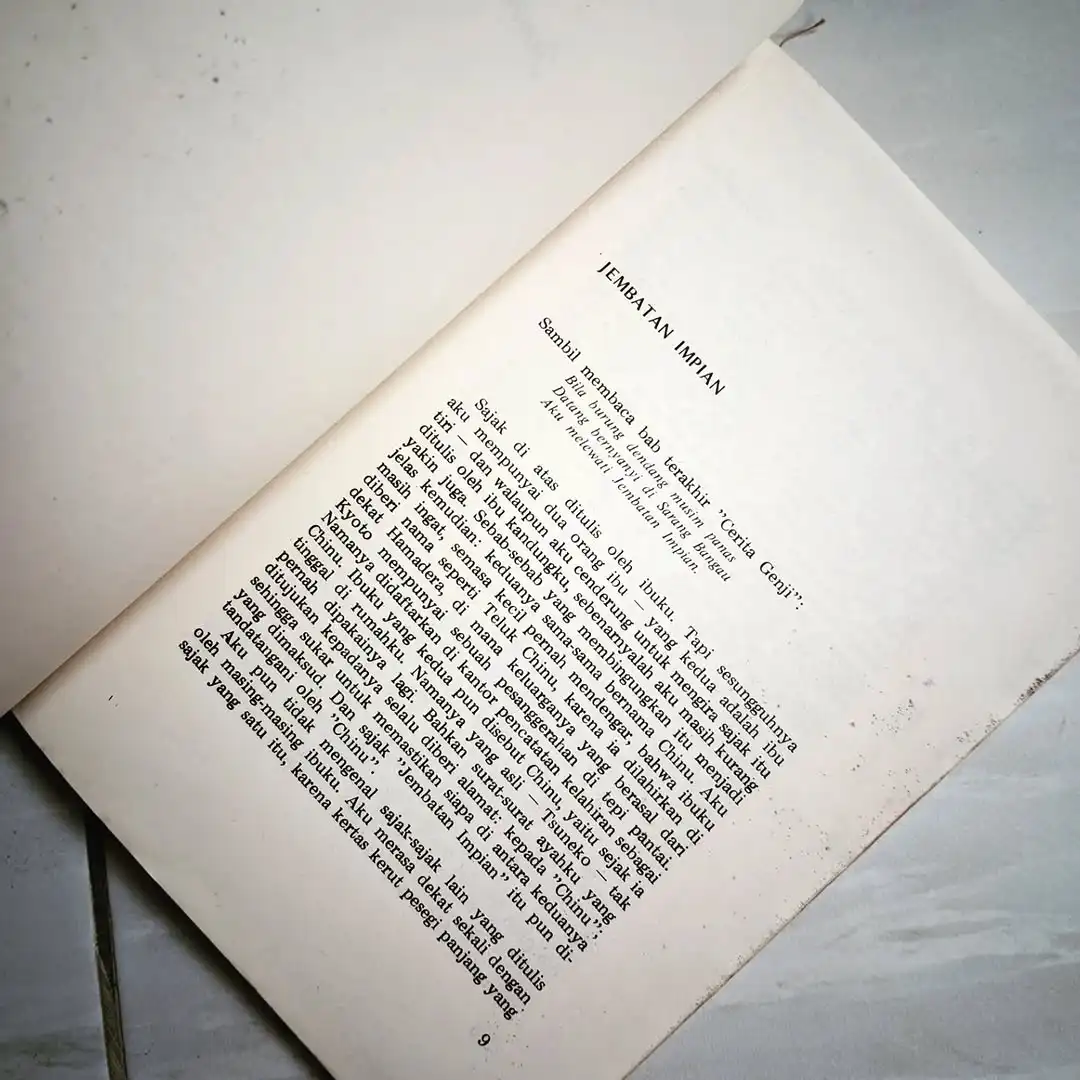 JEMBATAN IMPIAN
Sambil membaca bab terakhir "Cerita Genji":
Bila burung dendang musim panas
Datang bernyanyi di Sarang Bangau
Aku melewati Jembatan Impian.
Sajak di atas ditulis oleh ibuku. Tapi sesungguhnya
aku mempunyai dua orang ibu — yang kedua adalah ibu
tiri — dan walaupun aku cenderung untuk mengira sajak itu
ditulis oleh ibu kandungku, sebenarnyalah aku masih kurang
yakin juga. Sebab-sebab yang membingungkan itu menjadi
jelas kemudian: keduanya sama-sama bernama Chinu. Aku
masih ingat, semasa kecil pernah mendengar, bahwa ibuku
diberi nama seperti Teluk Chinu, karena ia dilahirkan di
dekat Hamadera, di mana keluarganya yang berasal dari
Kyoto mempunyai sebuah pesanggerahan di tepi pantai.
Namanya didaftarkan di kantor pencatatan kelahiran sebagai
Chinu. Ibuku yang kedua pun disebut Chinu, yaitu sejak ia
tinggal di rumahku. Namanya yang asli — Tsuneko — tak
pernah dipakainya lagi. Bahkan surat-surat ayahku yang
ditujukan kepadanya selalu diberi alamat: kepada "Chinu";
sehingga sukar untuk memastikan siapa di antara keduanya
yang dimaksud. Dan sajak "Jembatan Impian" itu pun di-
tandatangani oleh "Chinu".
Aku pun tidak mengenal sajak-sajak lain yang ditulis
oleh masing-masing ibuku. Aku merasa dekat sekali dengan
sajak yang satu itu, karena kertas kerut pesegi panjang yang
9